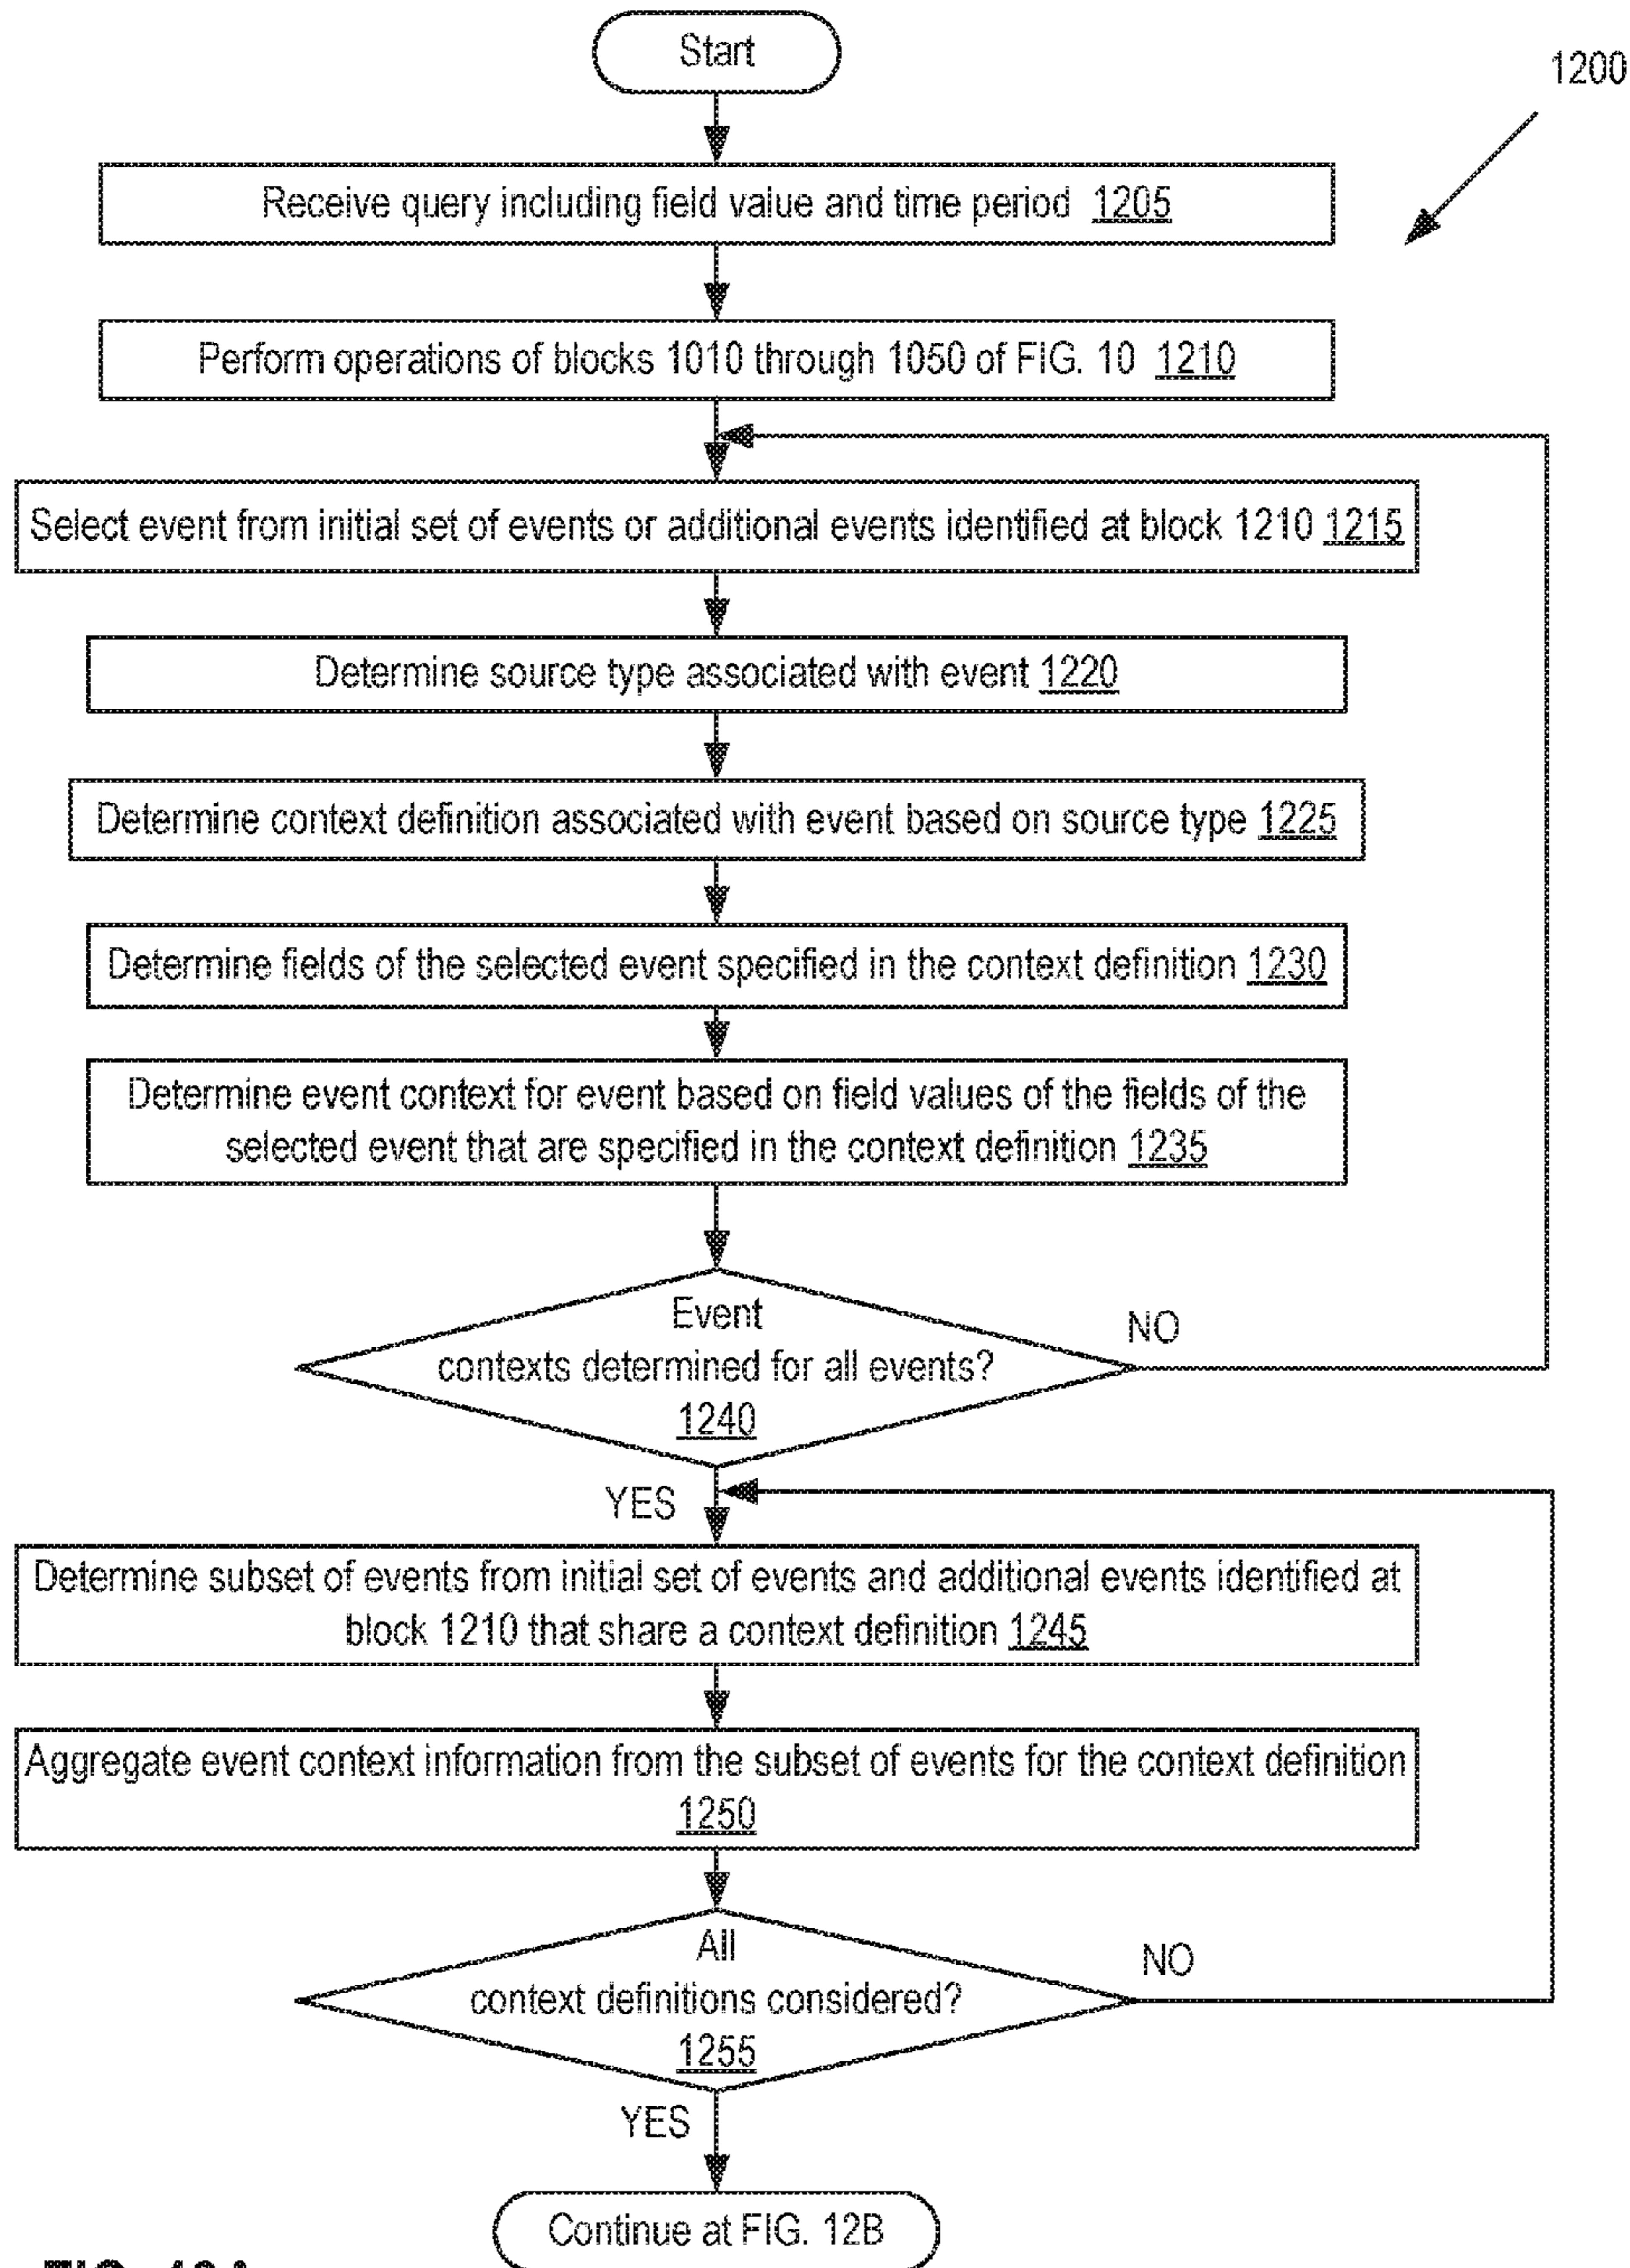 Start
1200
Receive query including field value and time period 1205
Perform operations of blocks 1010 through 1050 of FIG. 10 1210
Select event from initial set of events or additional events identified at block 1210 1215
Determine source type associated with event 1220
Determine context definition associated with event based on source type 1225
Determine fields of the selected event specified in the context definition 1230
Determine event context for event based on field values of the fields of the
selected event that are specified in the context definition 1235
Event
contexts determined for all events?
1240
NO
YES
Determine subset of events from initial set of events and additional events identified at
block 1210 that share a context definition 1245
Aggregate event context information from the subset of events for the context definition
1250
All
context definitions considered?
1255
NO
YES
Continue at FIG. 12B